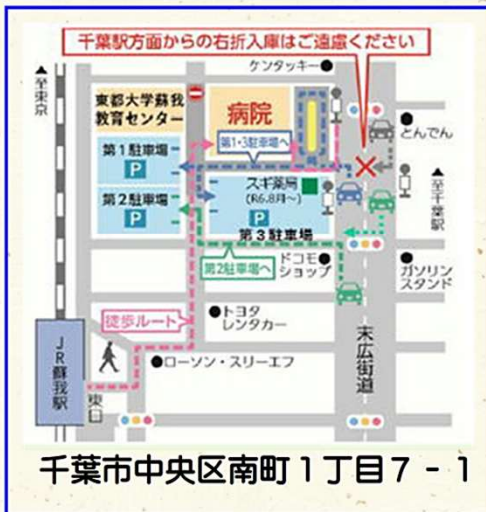 千葉駅方面からの右折入庫はご遠慮ください
ケンタッキー●
▲至東京
東都大学蘇我
教育センター
病院
●
とんでん
第1・3駐車場へ
第1駐車場
P
スギ薬局
(R6.8月~)
▲至千葉駅
第2駐車場
P
P
第3駐車場
第2駐車場へ
ドコモ●
ショップ
●
ガソリン
スタンド
徒歩ルート
●トヨタ
レンタカー
末広街道
JR蘇我駅
●ローソン・スリーエフ
東口
千葉市中央区南町1丁目7-1